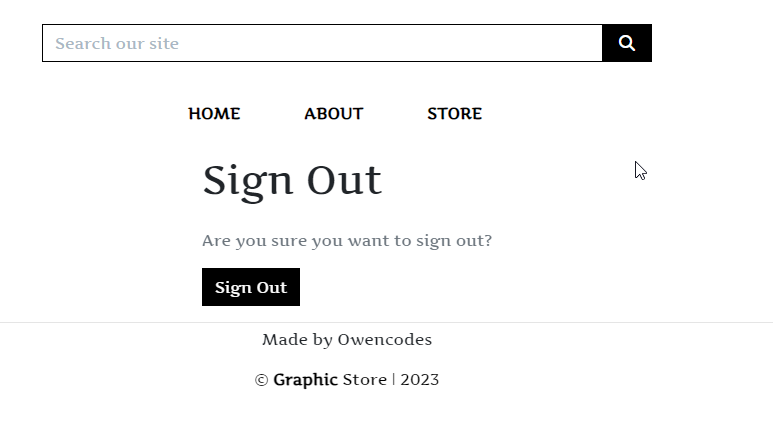 Search our site
HOME ABOUT STORE
Sign Out
Are you sure you want to sign out?
Sign Out
Made by Owencodes
© Graphic Store | 2023